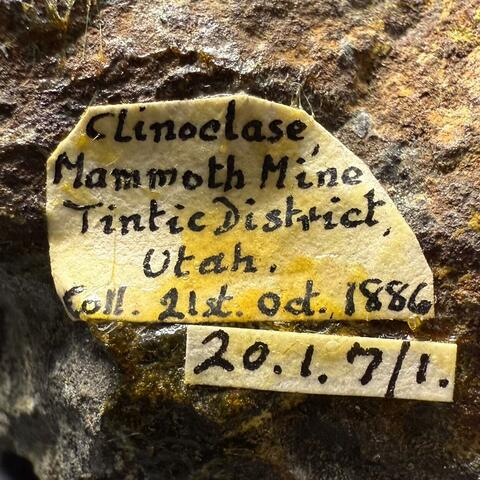 Clinoclase,
Mammoth Mine
Tintic District,
Utah.
Coll. 21st. Oct. 1886
20.1.7/1.